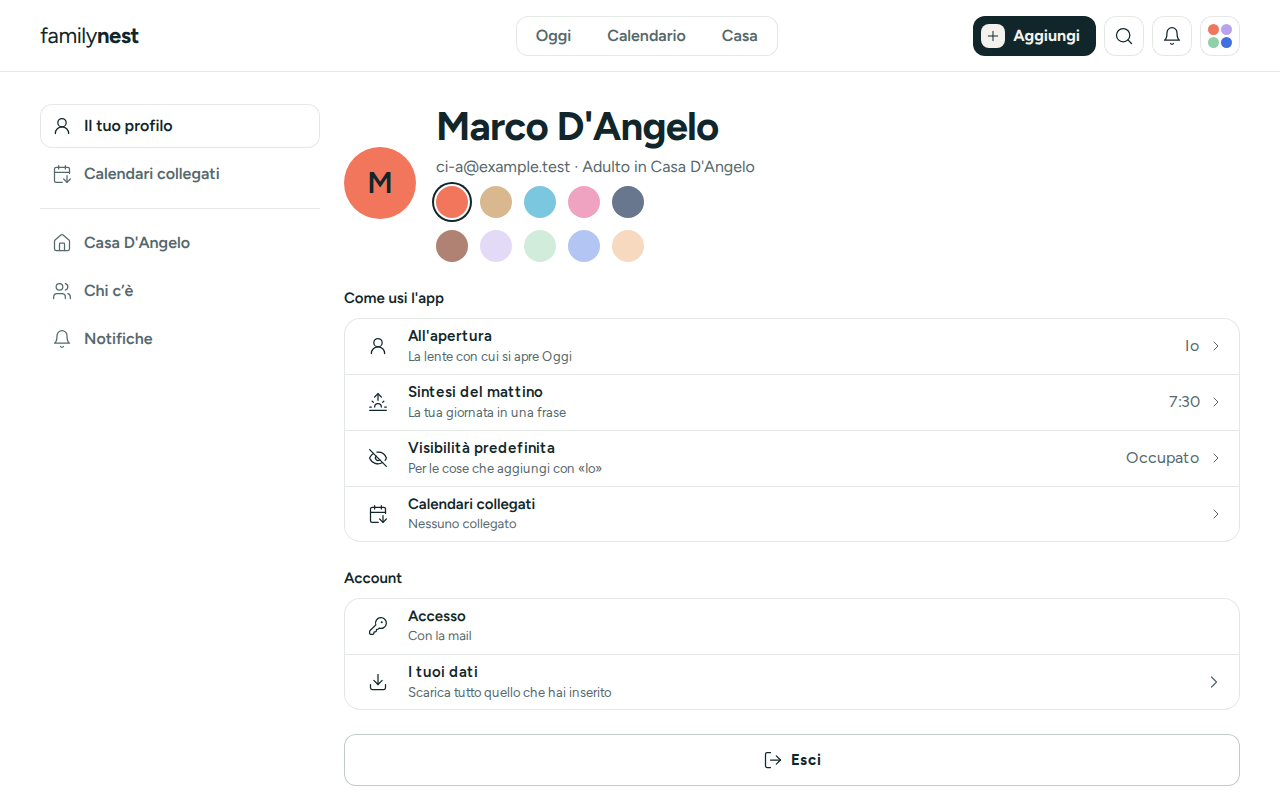 familynest
Oggi
Calendario
Casa
Aggiungi
Il tuo profilo
Calendari collegati
Casa D'Angelo
Chi c’è
Notifiche
Marco D'Angelo
ci-a@example.test · Adulto in Casa D'Angelo
M
Come usi l'app
All'apertura
La lente con cui si apre Oggi
Io
Sintesi del mattino
La tua giornata in una frase
7:30
Visibilità predefinita
Per le cose che aggiungi con «Io»
Occupato
Calendari collegati
Nessuno collegato
Account
Accesso
Con la mail
I tuoi dati
Scarica tutto quello che hai inserito
Esci